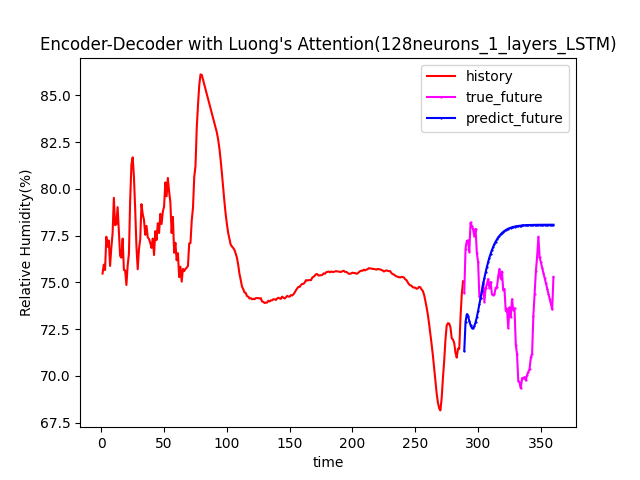 Encoder-Decoder with Luong's Attention(128neurons_1_layers_LSTM)
history
true_future
predict_future
85.0
82.5
80.0
77.5
75.0
72.5
70.0
67.5
Relative Humidity(%)
0 50 100 150 200 250 300 350
time